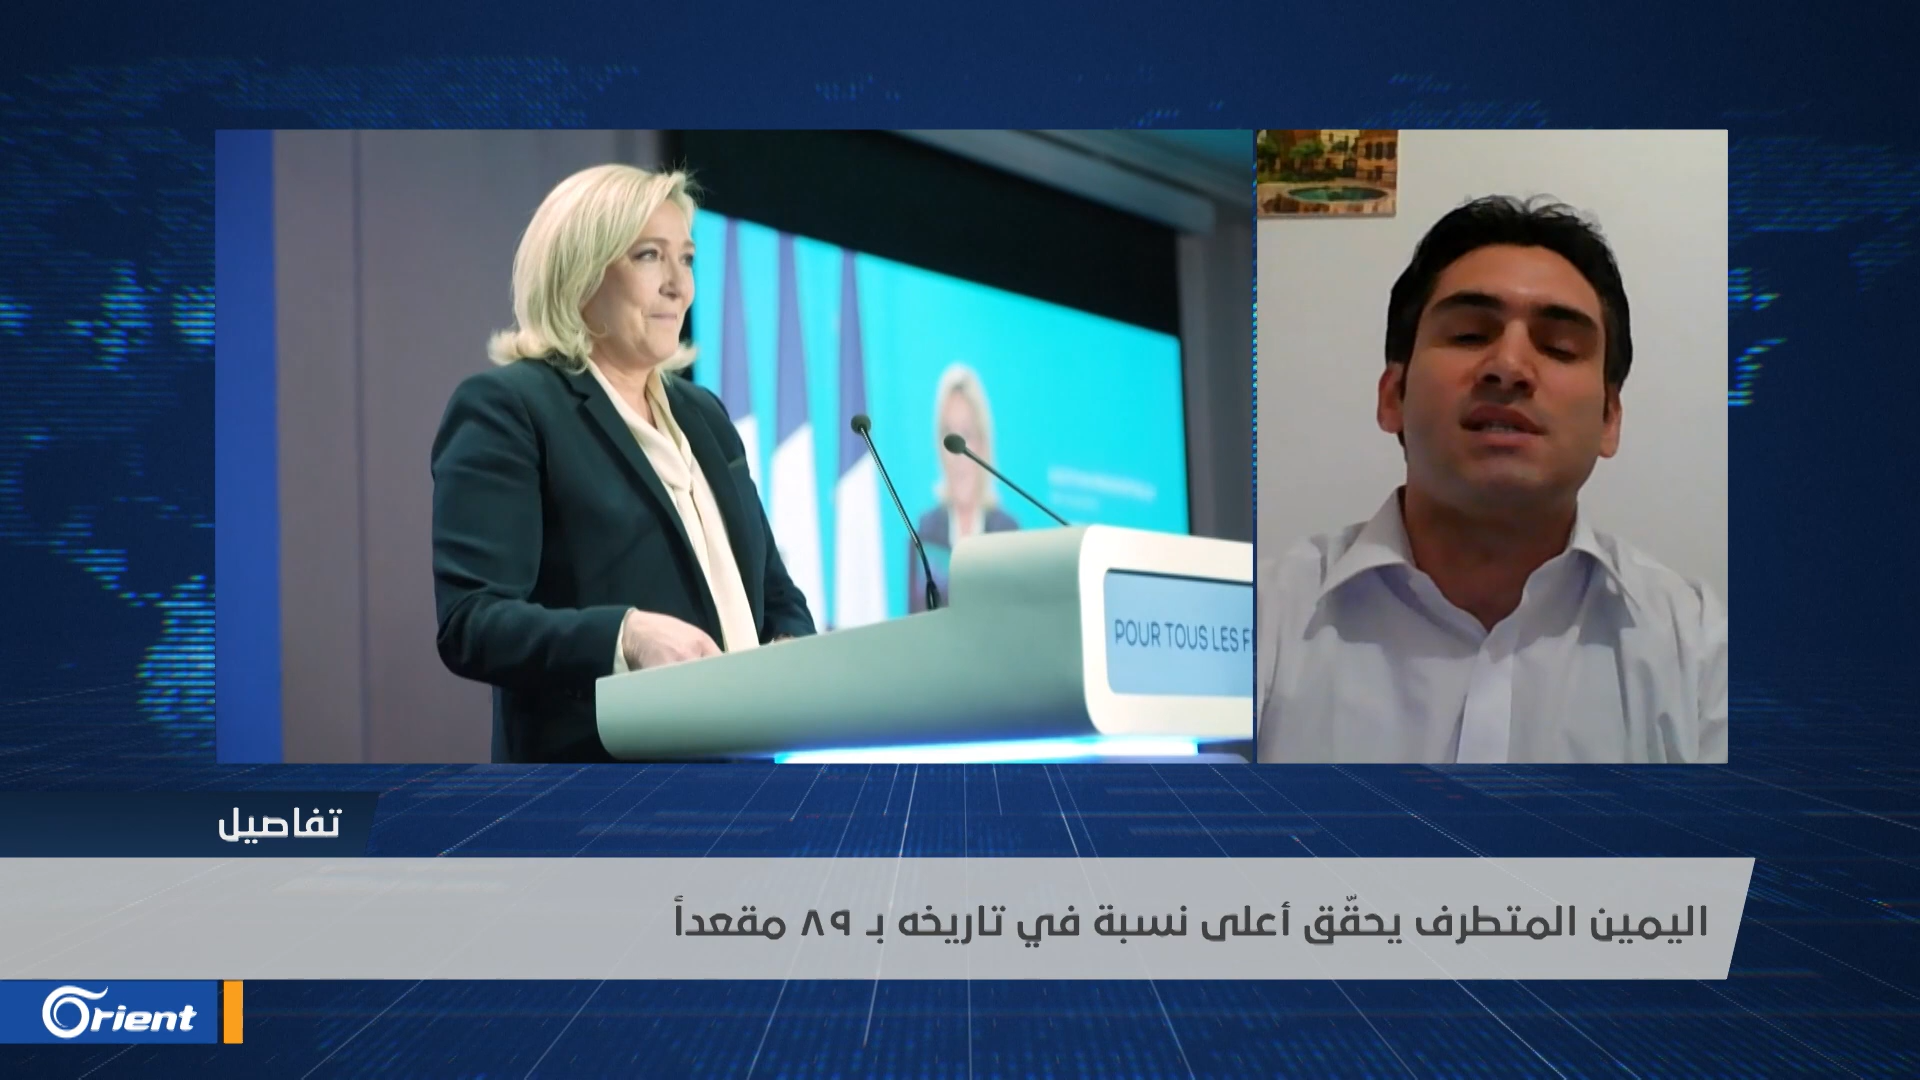 POUR TOUS LES F
تفاصيل
اليمين المتطرف يحقّق أعلى نسبة في تاريخه بـ ٨٩ مقعداً
Orient